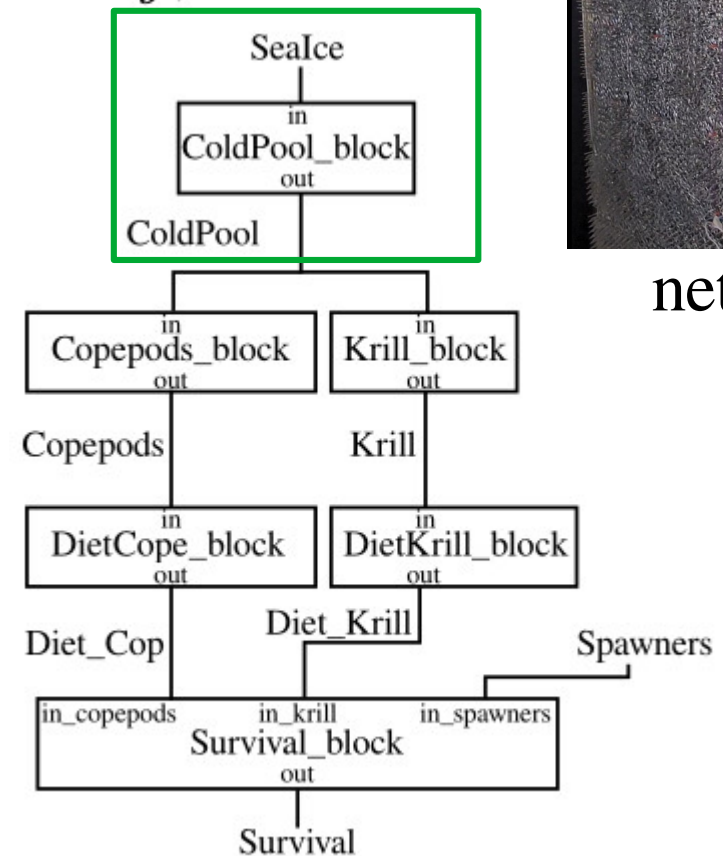 SeaIce
in
ColdPool_block
out
ColdPool
in in
Copepods_block Krill_block
out out
Copepods Krill
in in
DietCope_block DietKrill_block
out out
Diet_Cop Diet_Krill Spawners
in_copepods in_krill in_spawners
Survival_block
out
Survival
net